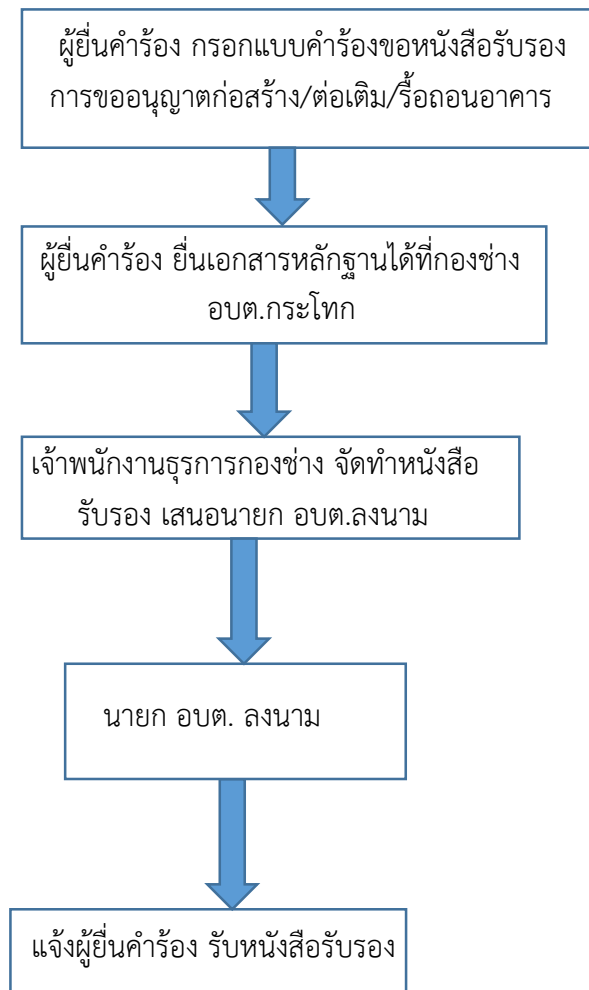 ผู้ยื่นคำร้อง กรอกแบบคำร้องขอหนังสือรับรอง
การขออนุญาตก่อสร้าง/ต่อเติม/รื้อถอนอาคาร
ผู้ยื่นคำร้อง ยื่นเอกสารหลักฐานได้ที่กองช่าง
อบต.กระโทก
เจ้าพนักงานธุรการกองช่าง จัดทำหนังสือ
รับรอง เสนอนายก อบต.ลงนาม
นายก อบต. ลงนาม
แจ้งผู้ยื่นคำร้อง รับหนังสือรับรอง